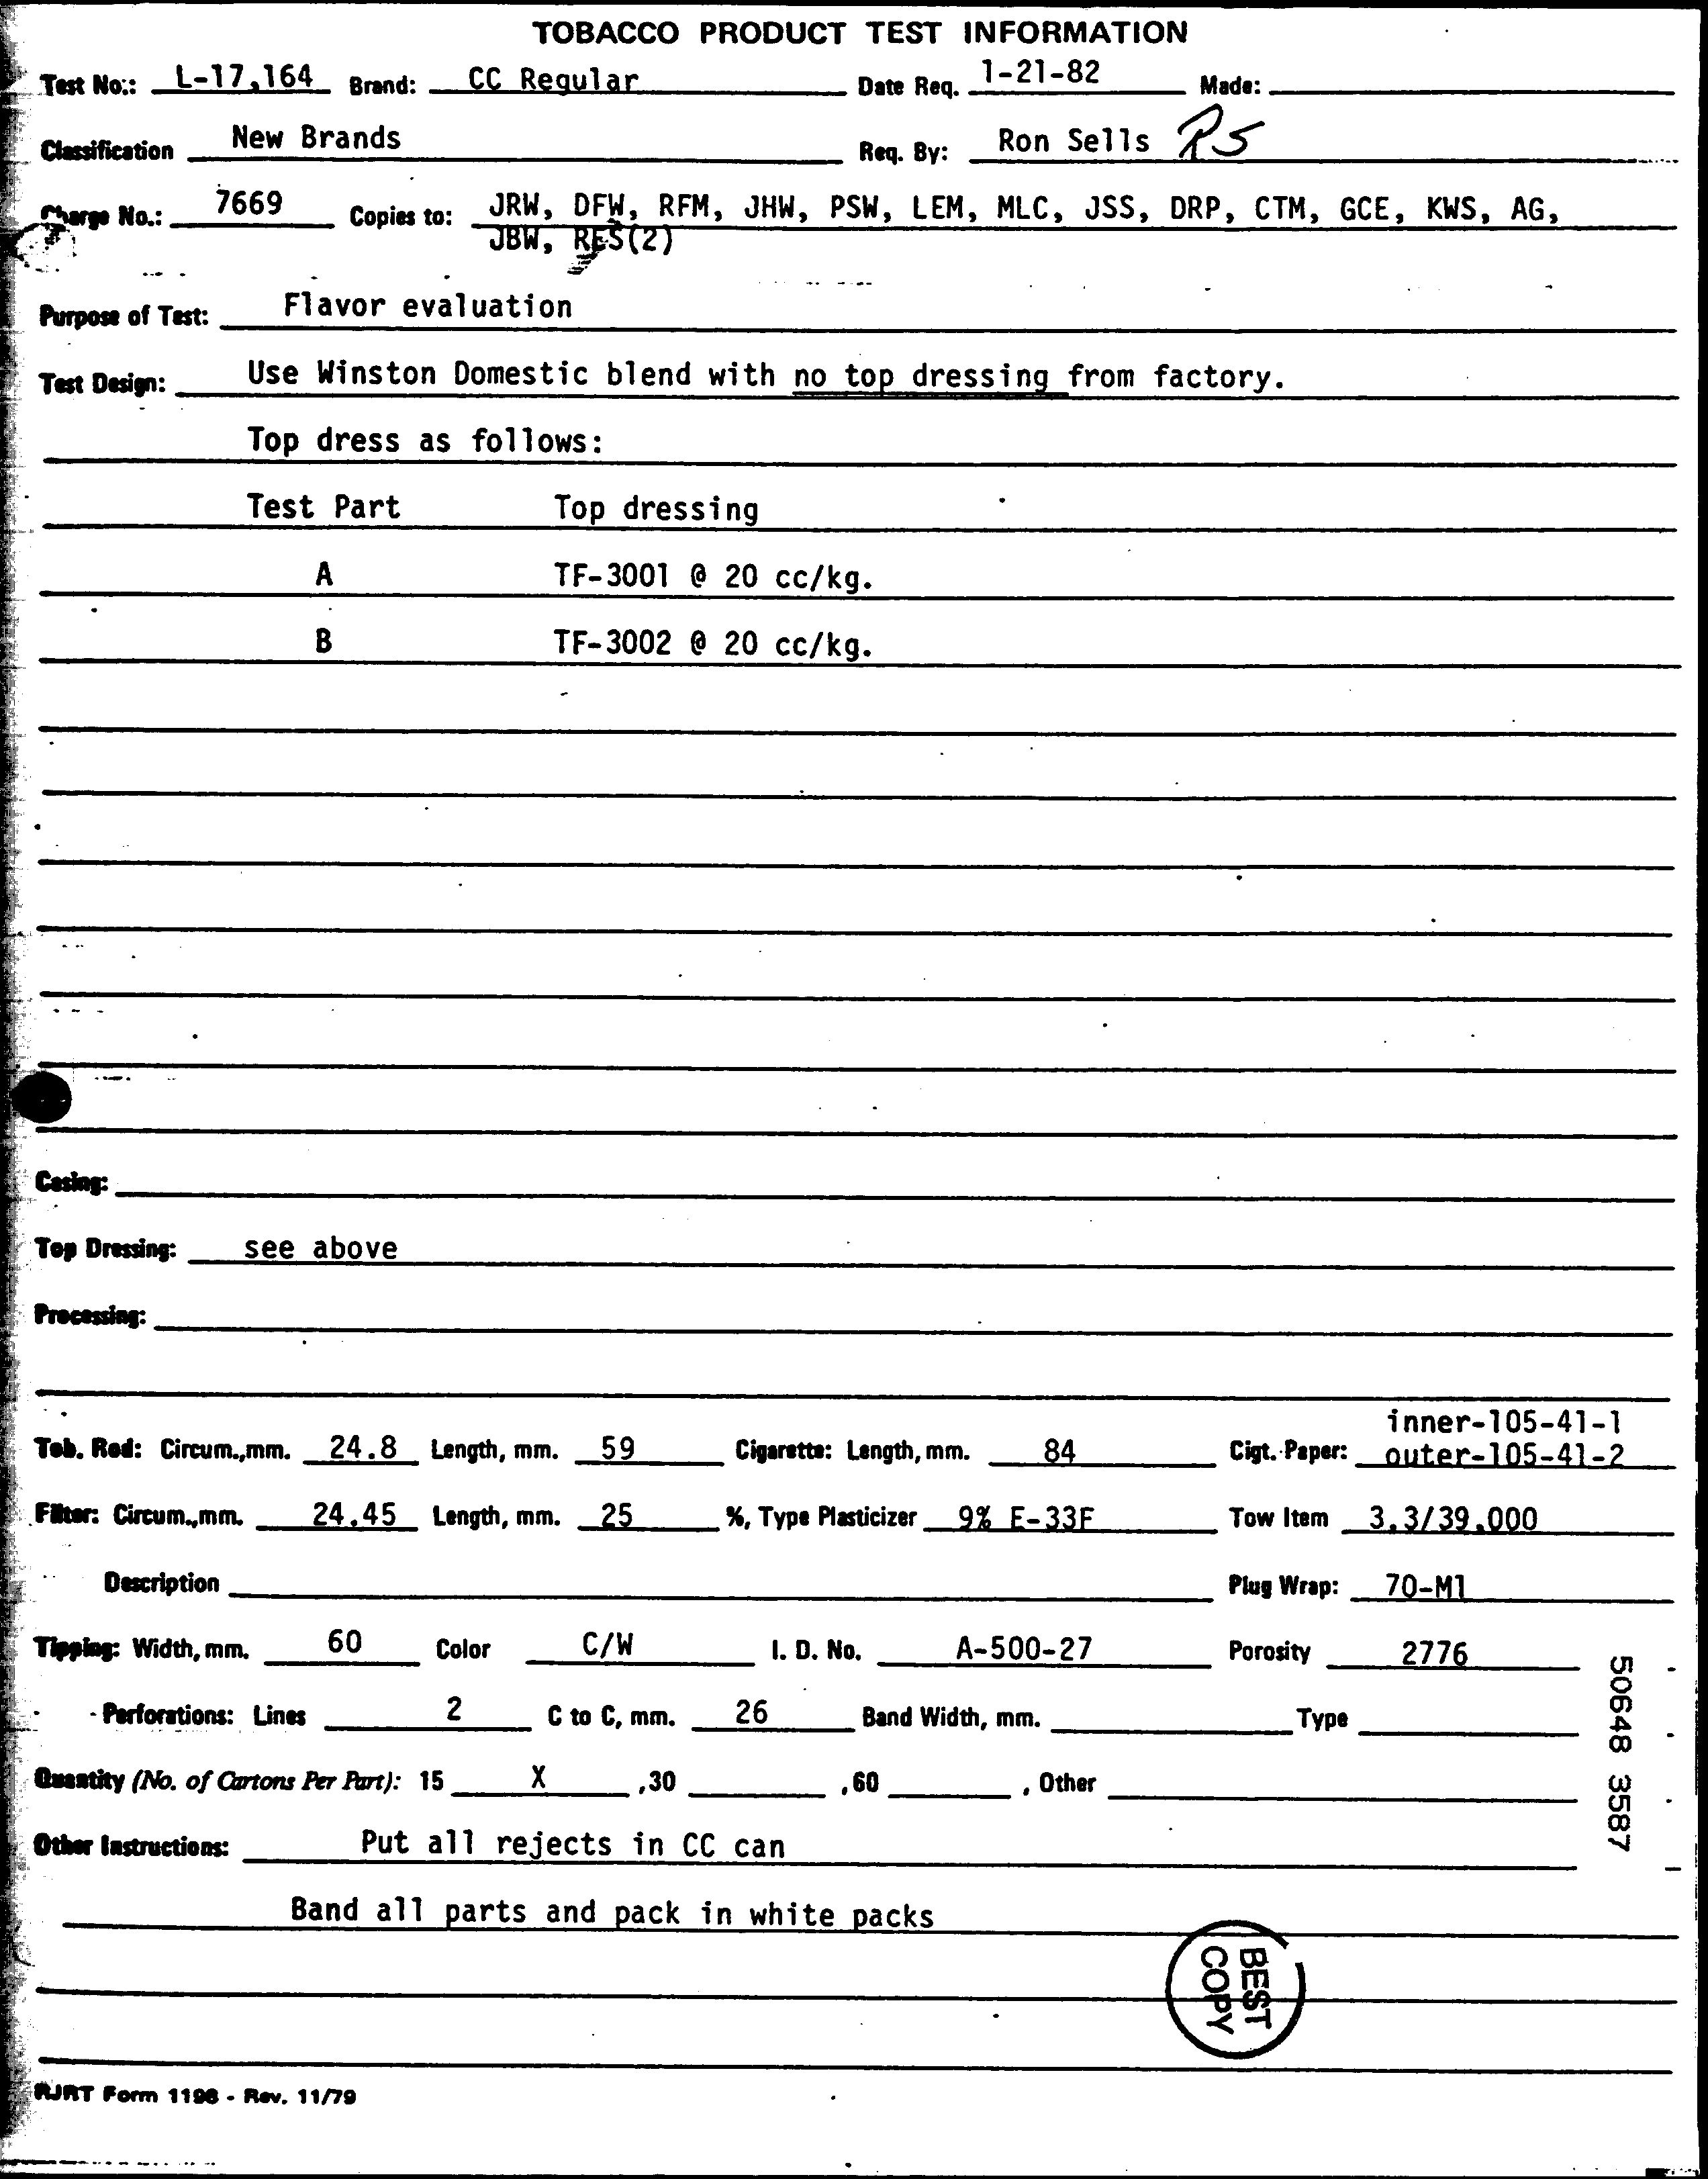 TOBACCO PRODUCT TEST INFORMATION
Test No.: L-17,164 Brand: CC Regular Date Req. 1-21-82 Made:
Classification New Brands Req. By: Ron Sells RS
Charge No.: 7669 Copies to: JRW, DFW, RFM, JHW, PSW, LEM, MLC, JSS, DRP, CTM, GCE, KWS, AG,
JBW, RES(2)
Purpose of Test: Flavor evaluation
Test Design: Use Winston Domestic blend with no top dressing from factory.
Top dress as follows:
Test Part Top dressing
A TF-3001 @ 20 cc/kg.
B TF-3002 @ 20 cc/kg.
Casing:
Top Dressing: see above
Processing:
inner-105-41-1
Tob. Rod: Circum.,mm. 24.8 Length, mm. 59 Cigarette: Length, mm. 84 Cigt. Paper: outer-105-41-2
Filter: Circum.,mm. 24.45 Length, mm. 25 %, Type Plasticizer 9% E-33F Tow Item 3.3/39,000
Description Plug Wrap: 70-M1
Tipping: Width, mm. 60 Color C/W I. D. No. A-500-27 Porosity 2776
Perforations: Lines 2 C to C, mm. 26 Band Width, mm. Type
Quantity (No. of Cartons Per Part): 15 X , 30 , 60 , Other
Other Instructions: Put all rejects in CC can
Band all parts and pack in white packs
BEST
COPY
50648 3587
RJRT Form 1198 - Rev. 11/79